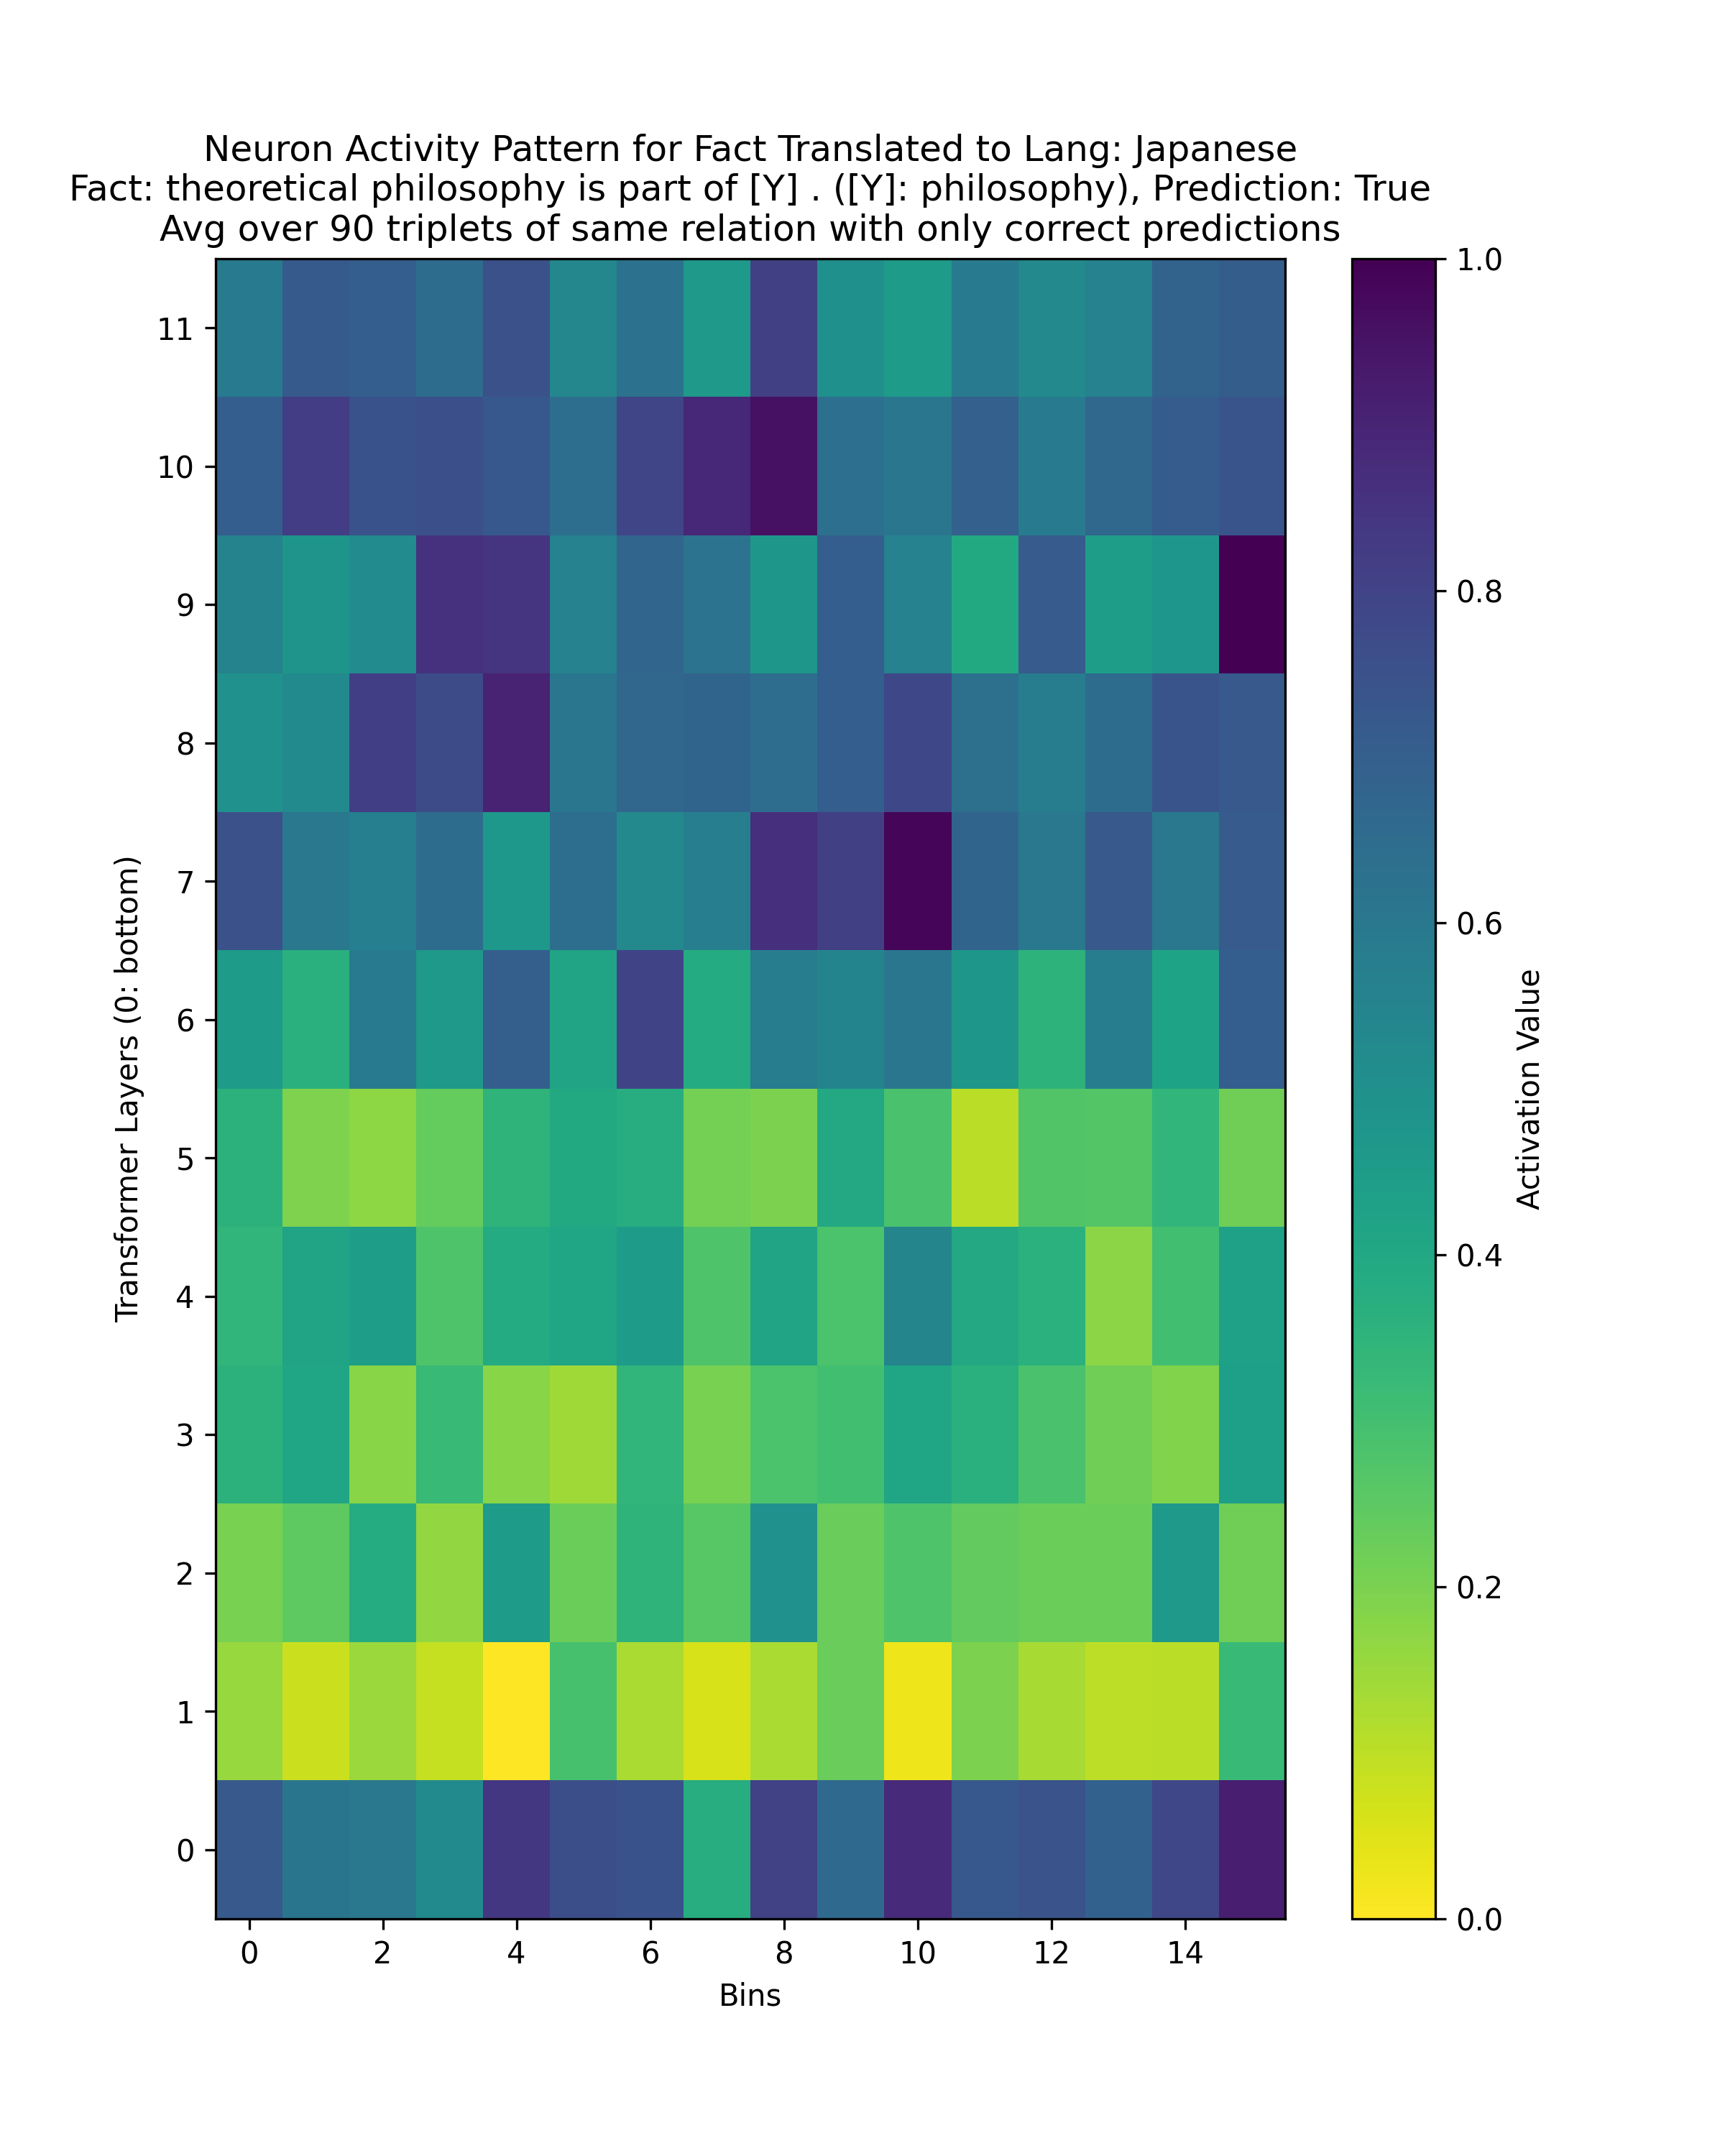 Neuron Activity Pattern for Fact Translated to Lang: Japanese
Fact: theoretical philosophy is part of [Y] . ([Y]: philosophy), Prediction: True
Avg over 90 triplets of same relation with only correct predictions
Transformer Layers (0: bottom)
11
10
9
8
7
6
5
4
3
2
1
0
0 2 4 6 8 10 12 14
Bins
1.0
0.8
0.6
0.4
0.2
0.0
Activation Value